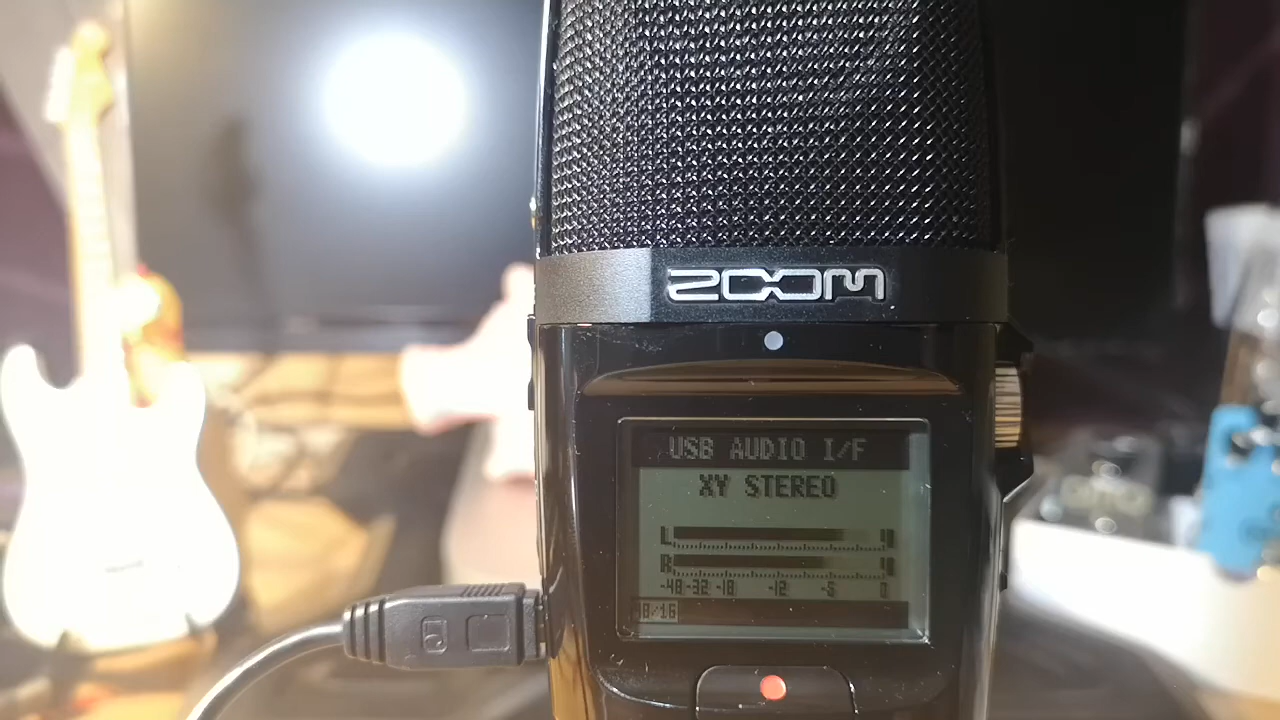 ZOOM
USB AUDIO I/F
XY STEREO
L
R
-48 -32 -18 -12 -6 0
48/16